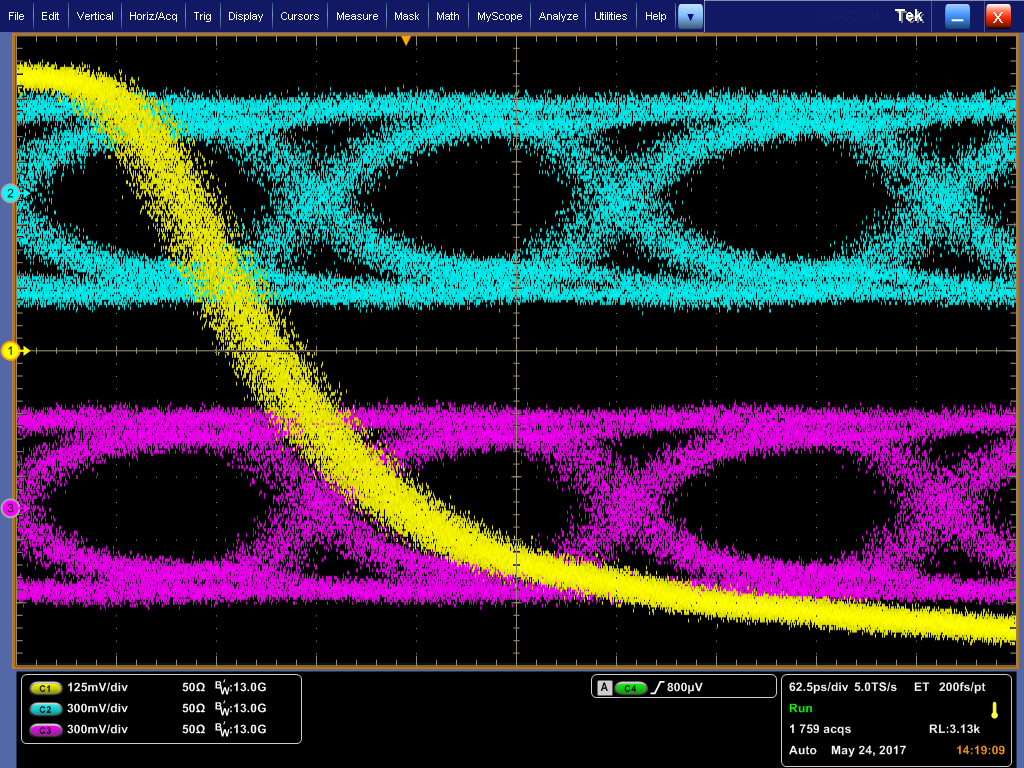 File Edit Vertical Horiz/Acq Trig Display Cursors Measure Mask Math MyScope Analyze Utilities Help Tek X
2
1
3
C1 125mV/div 50Ω BW:13.0G
C2 300mV/div 50Ω BW:13.0G
C3 300mV/div 50Ω BW:13.0G
A C4 800µV
62.5ps/div 5.0TS/s ET 200fs/pt
Run
1 759 acqs RL:3.13k
Auto May 24, 2017 14:19:09